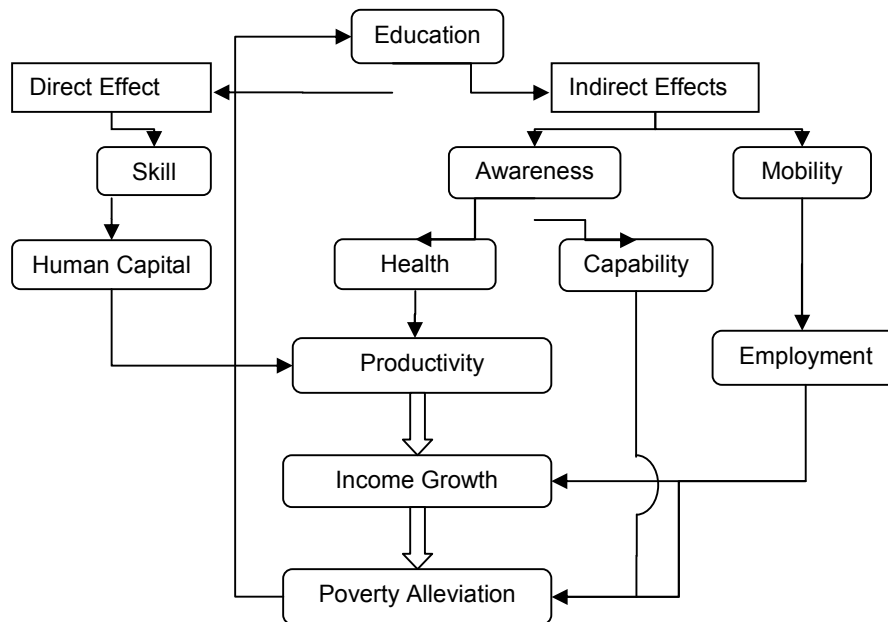 Education
Direct Effect
Indirect Effects
Skill
Awareness
Mobility
Human Capital
Health
Capability
Productivity
Employment
Income Growth
Poverty Alleviation